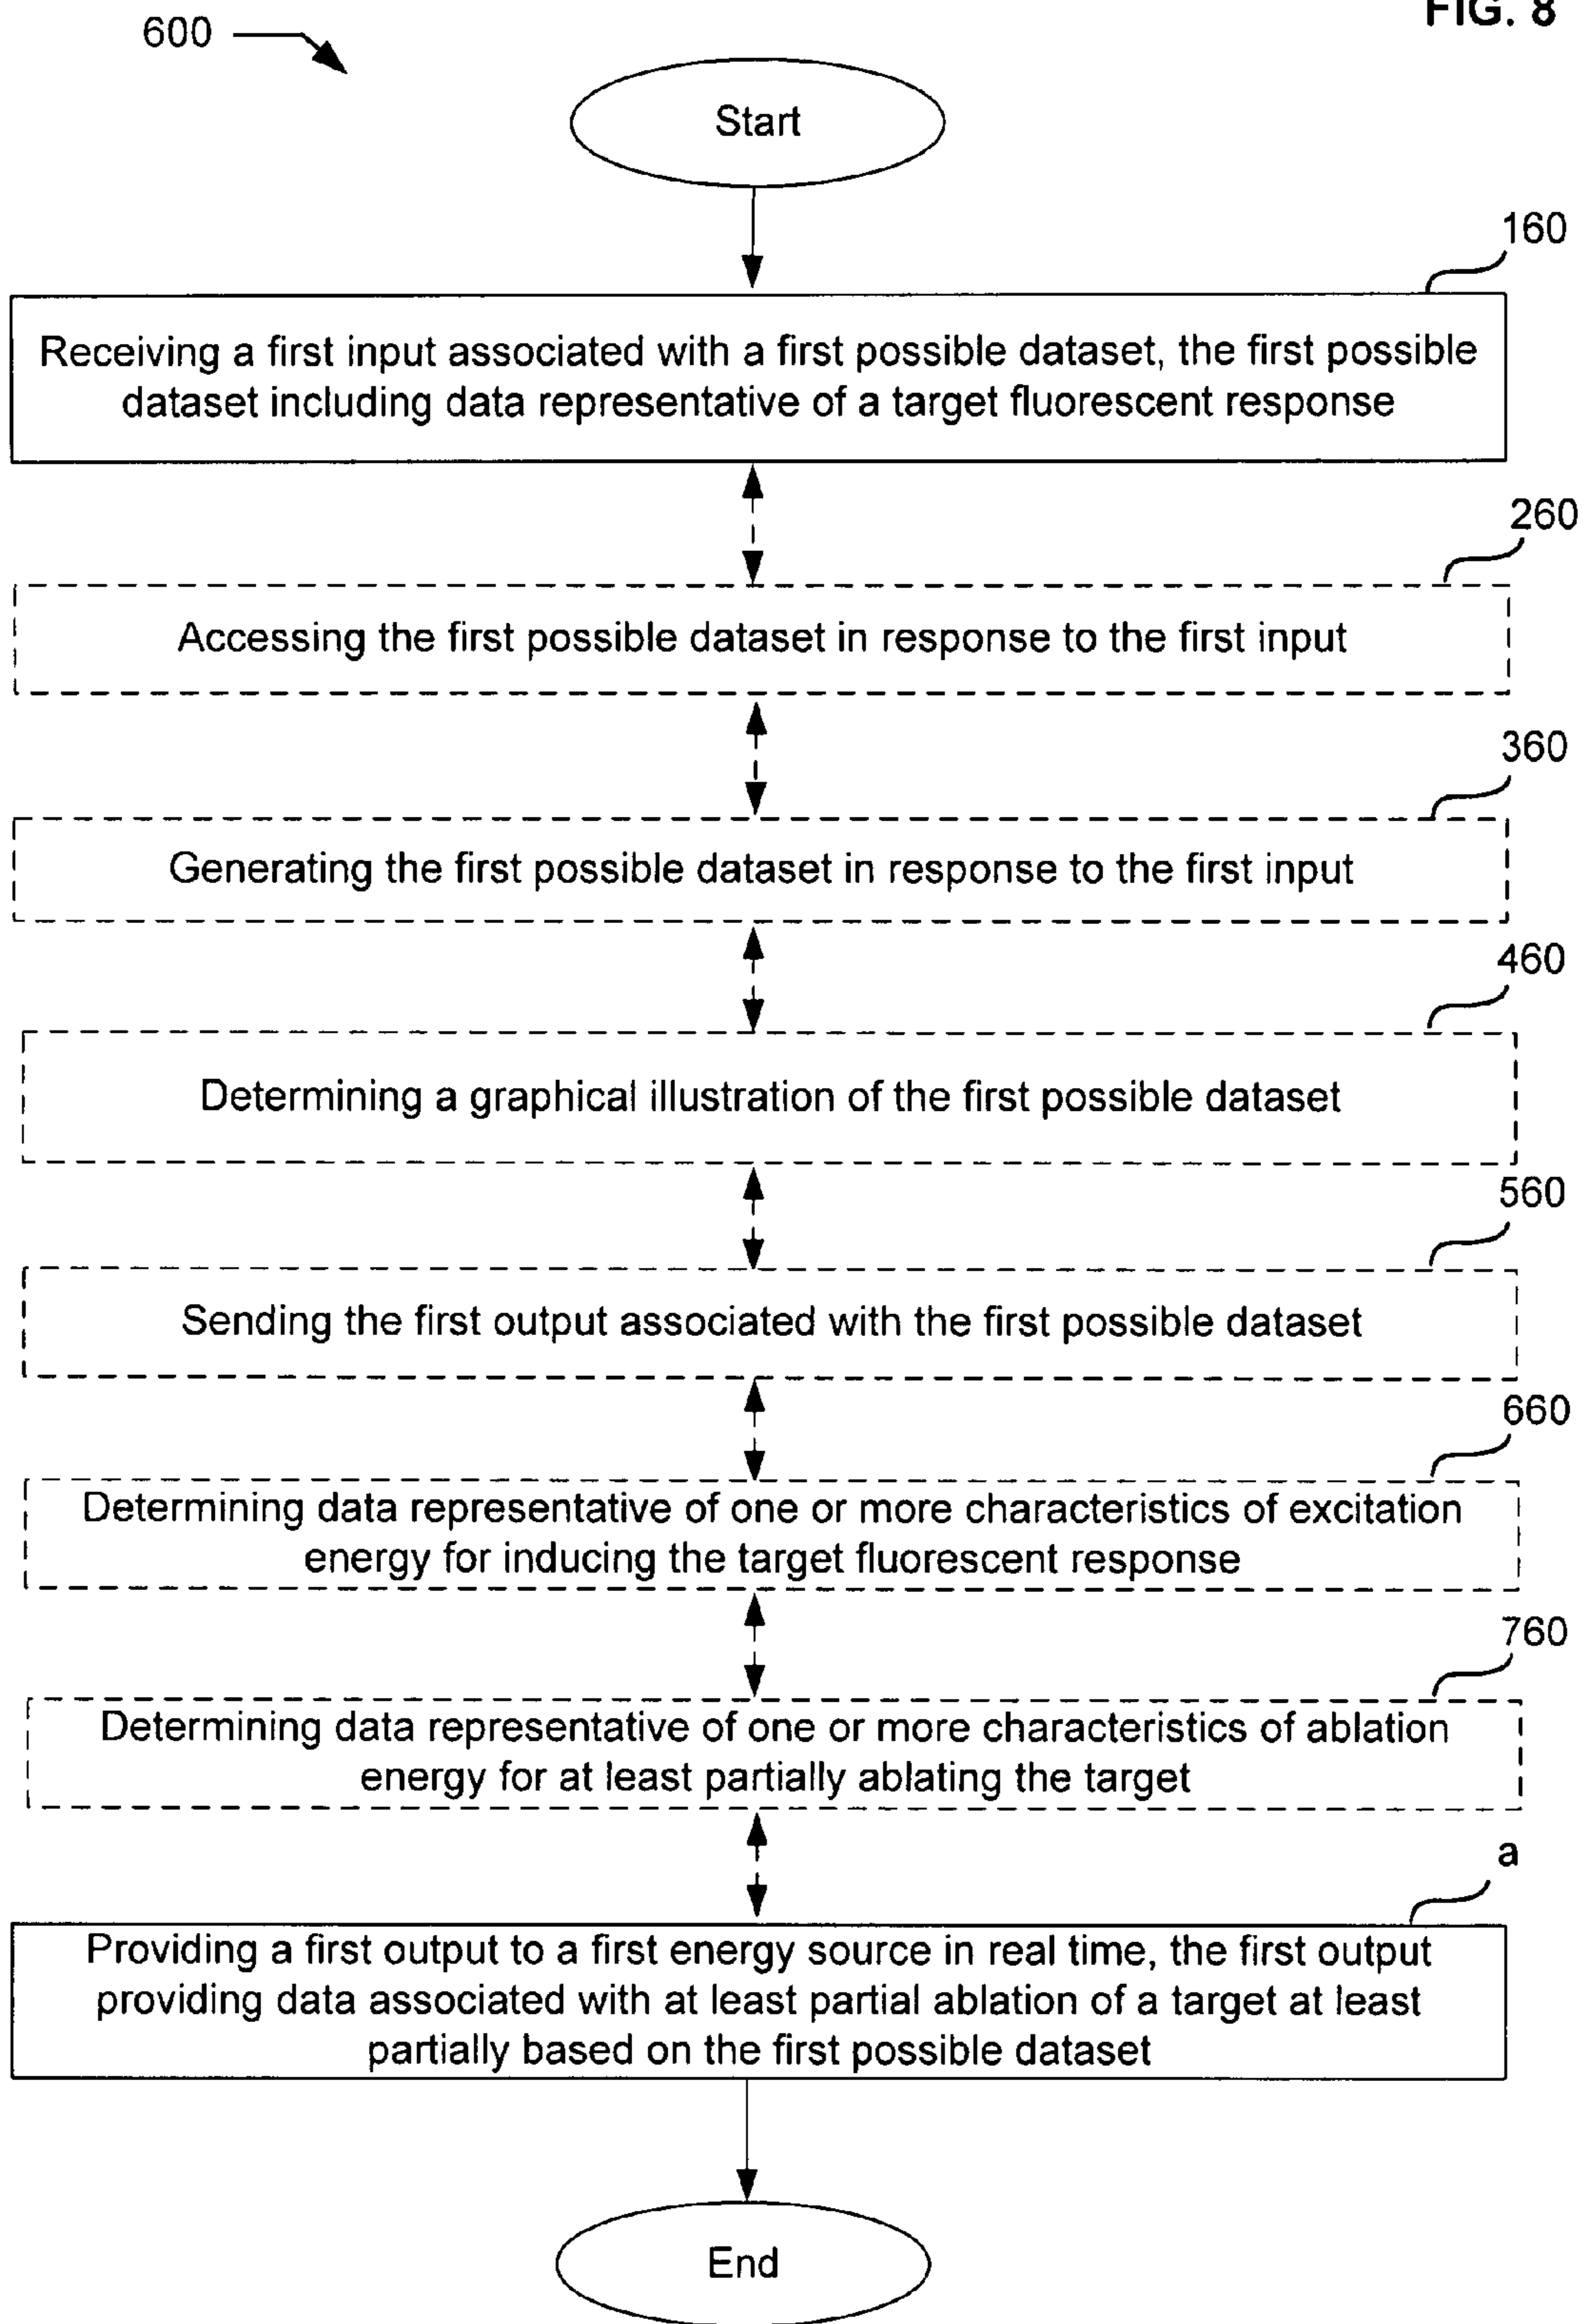 FIG. 8
600
Start
160
Receiving a first input associated with a first possible dataset, the first possible
dataset including data representative of a target fluorescent response
260
Accessing the first possible dataset in response to the first input
360
Generating the first possible dataset in response to the first input
460
Determining a graphical illustration of the first possible dataset
560
Sending the first output associated with the first possible dataset
660
Determining data representative of one or more characteristics of excitation
energy for inducing the target fluorescent response
760
Determining data representative of one or more characteristics of ablation
energy for at least partially ablating the target
a
Providing a first output to a first energy source in real time, the first output
providing data associated with at least partial ablation of a target at least
partially based on the first possible dataset
End